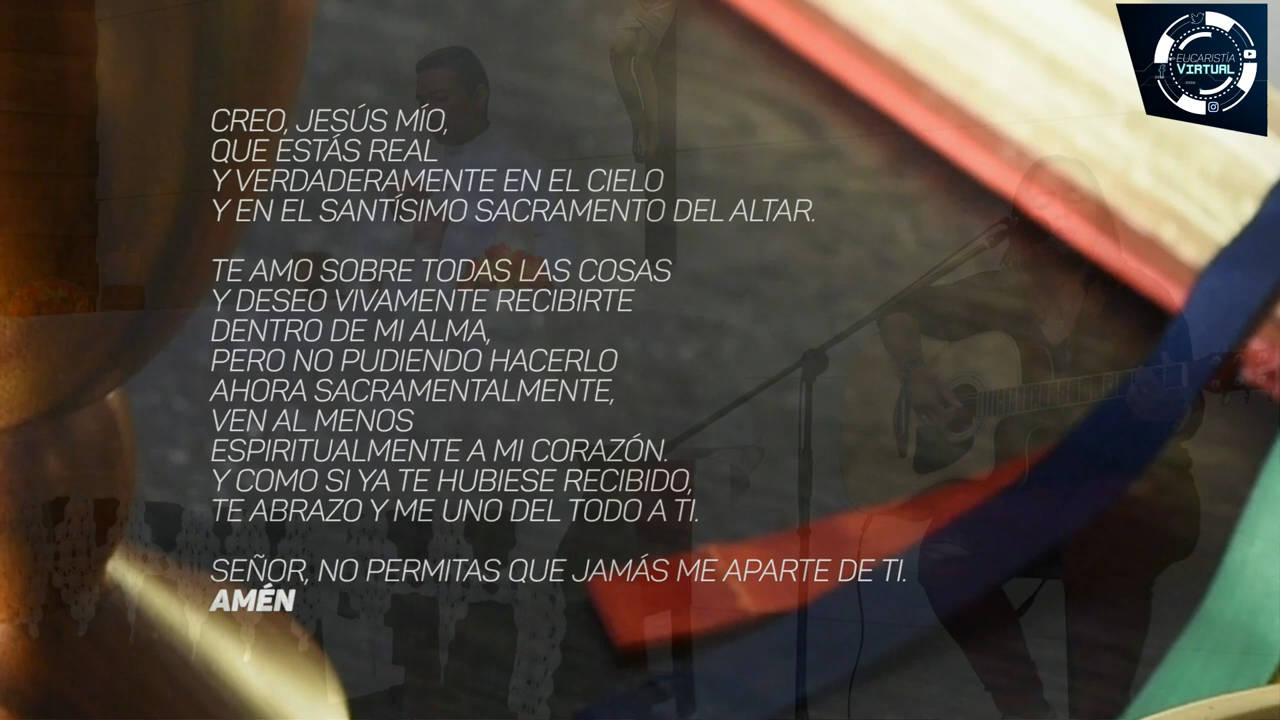 EUCARISTÍA
VIRTUAL
CREO, JESÚS MÍO,
QUE ESTÁS REAL
Y VERDADERAMENTE EN EL CIELO
Y EN EL SANTÍSIMO SACRAMENTO DEL ALTAR.
TE AMO SOBRE TODAS LAS COSAS
Y DESEO VIVAMENTE RECIBIRTE
DENTRO DE MI ALMA,
PERO NO PUDIENDO HACERLO
AHORA SACRAMENTALMENTE,
VEN AL MENOS
ESPIRITUALMENTE A MI CORAZÓN.
Y COMO SI YA TE HUBIESE RECIBIDO,
TE ABRAZO Y ME UNO DEL TODO A TI.
SEÑOR, NO PERMITAS QUE JAMÁS ME APARTE DE TI.
AMÉN